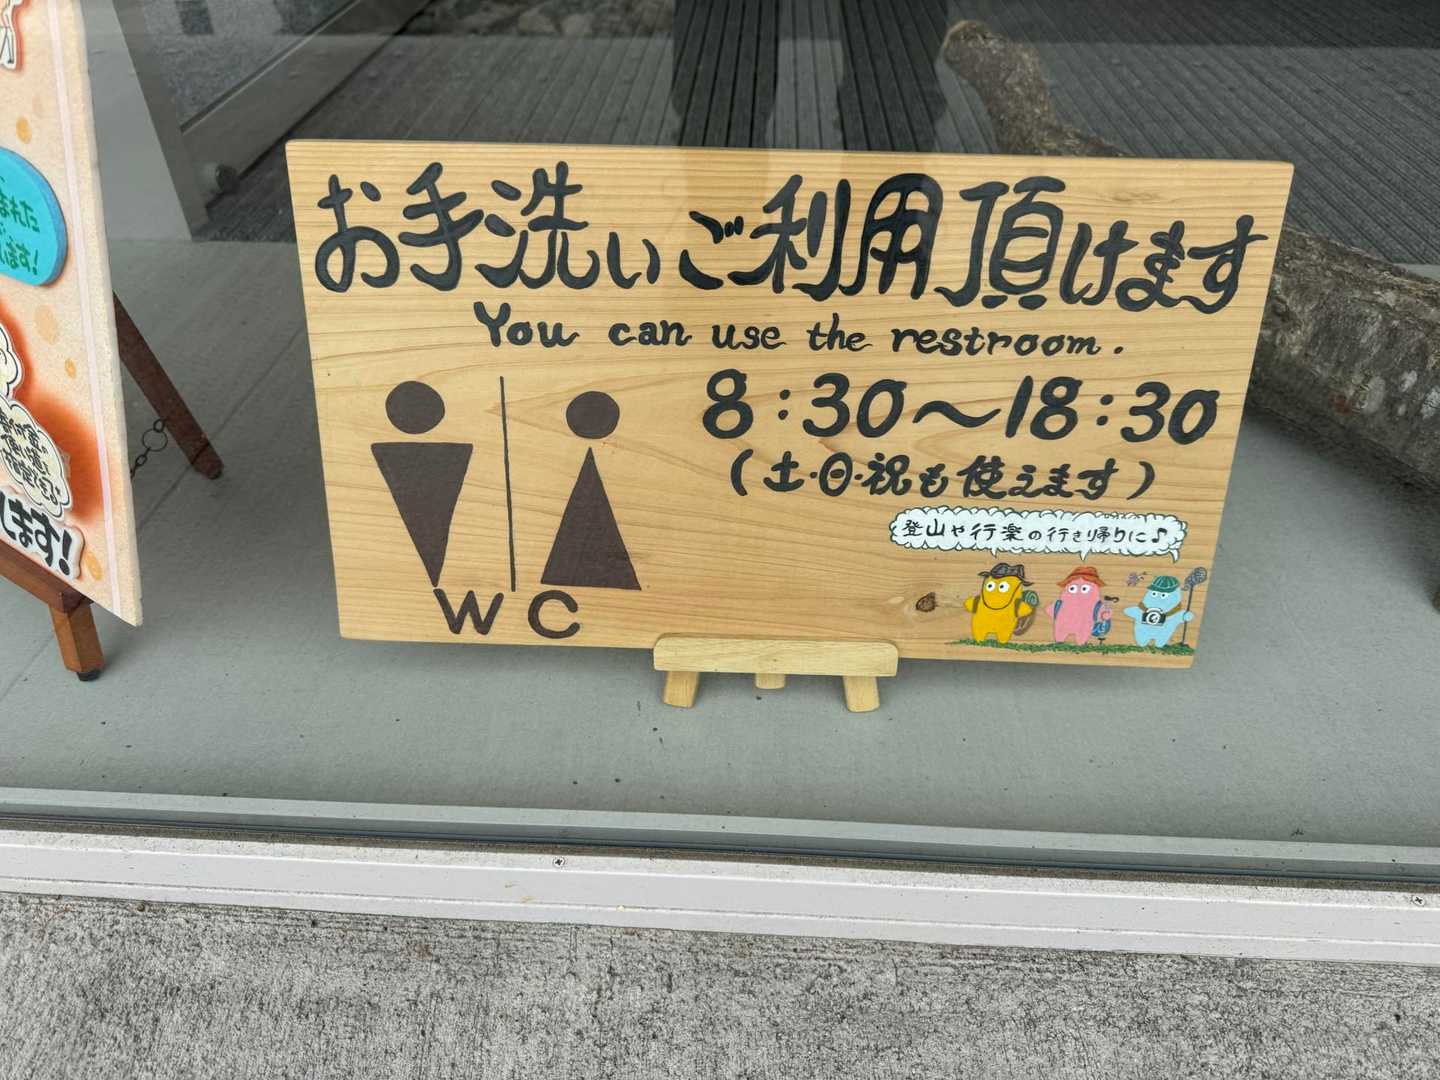 お手洗いご利用頂けます
You can use the restroom.
8:30〜18:30
(土・日・祝も使えます)
WC
登山や行楽の行き帰りに♪
ます!